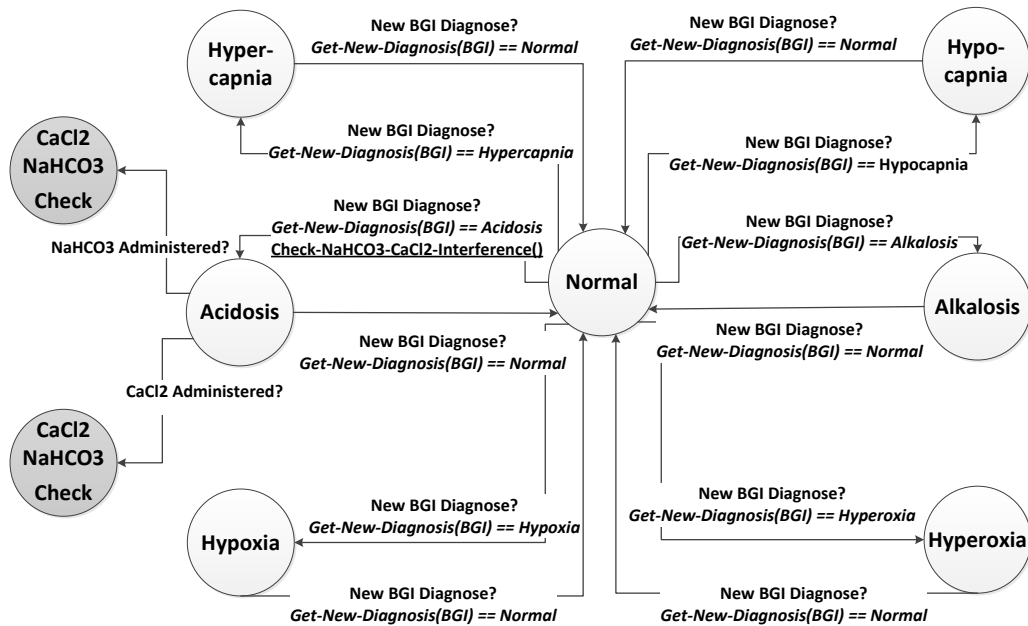 New BGI Diagnose?
Get-New-Diagnosis(BGI) == Normal
New BGI Diagnose?
Get-New-Diagnosis(BGI) == Normal
Hyper-
capnia
Hypo-
capnia
CaCl2
NaHCO3
Check
New BGI Diagnose?
Get-New-Diagnosis(BGI) == Hypercapnia
New BGI Diagnose?
Get-New-Diagnosis(BGI) == Hypocapnia
New BGI Diagnose?
Get-New-Diagnosis(BGI) == Acidosis
Check-NaHCO3-CaCl2-Interference()
New BGI Diagnose?
Get-New-Diagnosis(BGI) == Alkalosis
NaHCO3 Administered?
Normal
Acidosis
Alkalosis
New BGI Diagnose?
Get-New-Diagnosis(BGI) == Normal
New BGI Diagnose?
Get-New-Diagnosis(BGI) == Normal
CaCl2 Administered?
CaCl2
NaHCO3
Check
New BGI Diagnose?
Get-New-Diagnosis(BGI) == Hypoxia
New BGI Diagnose?
Get-New-Diagnosis(BGI) == Hyperoxia
Hypoxia
Hyperoxia
New BGI Diagnose?
Get-New-Diagnosis(BGI) == Normal
New BGI Diagnose?
Get-New-Diagnosis(BGI) == Normal